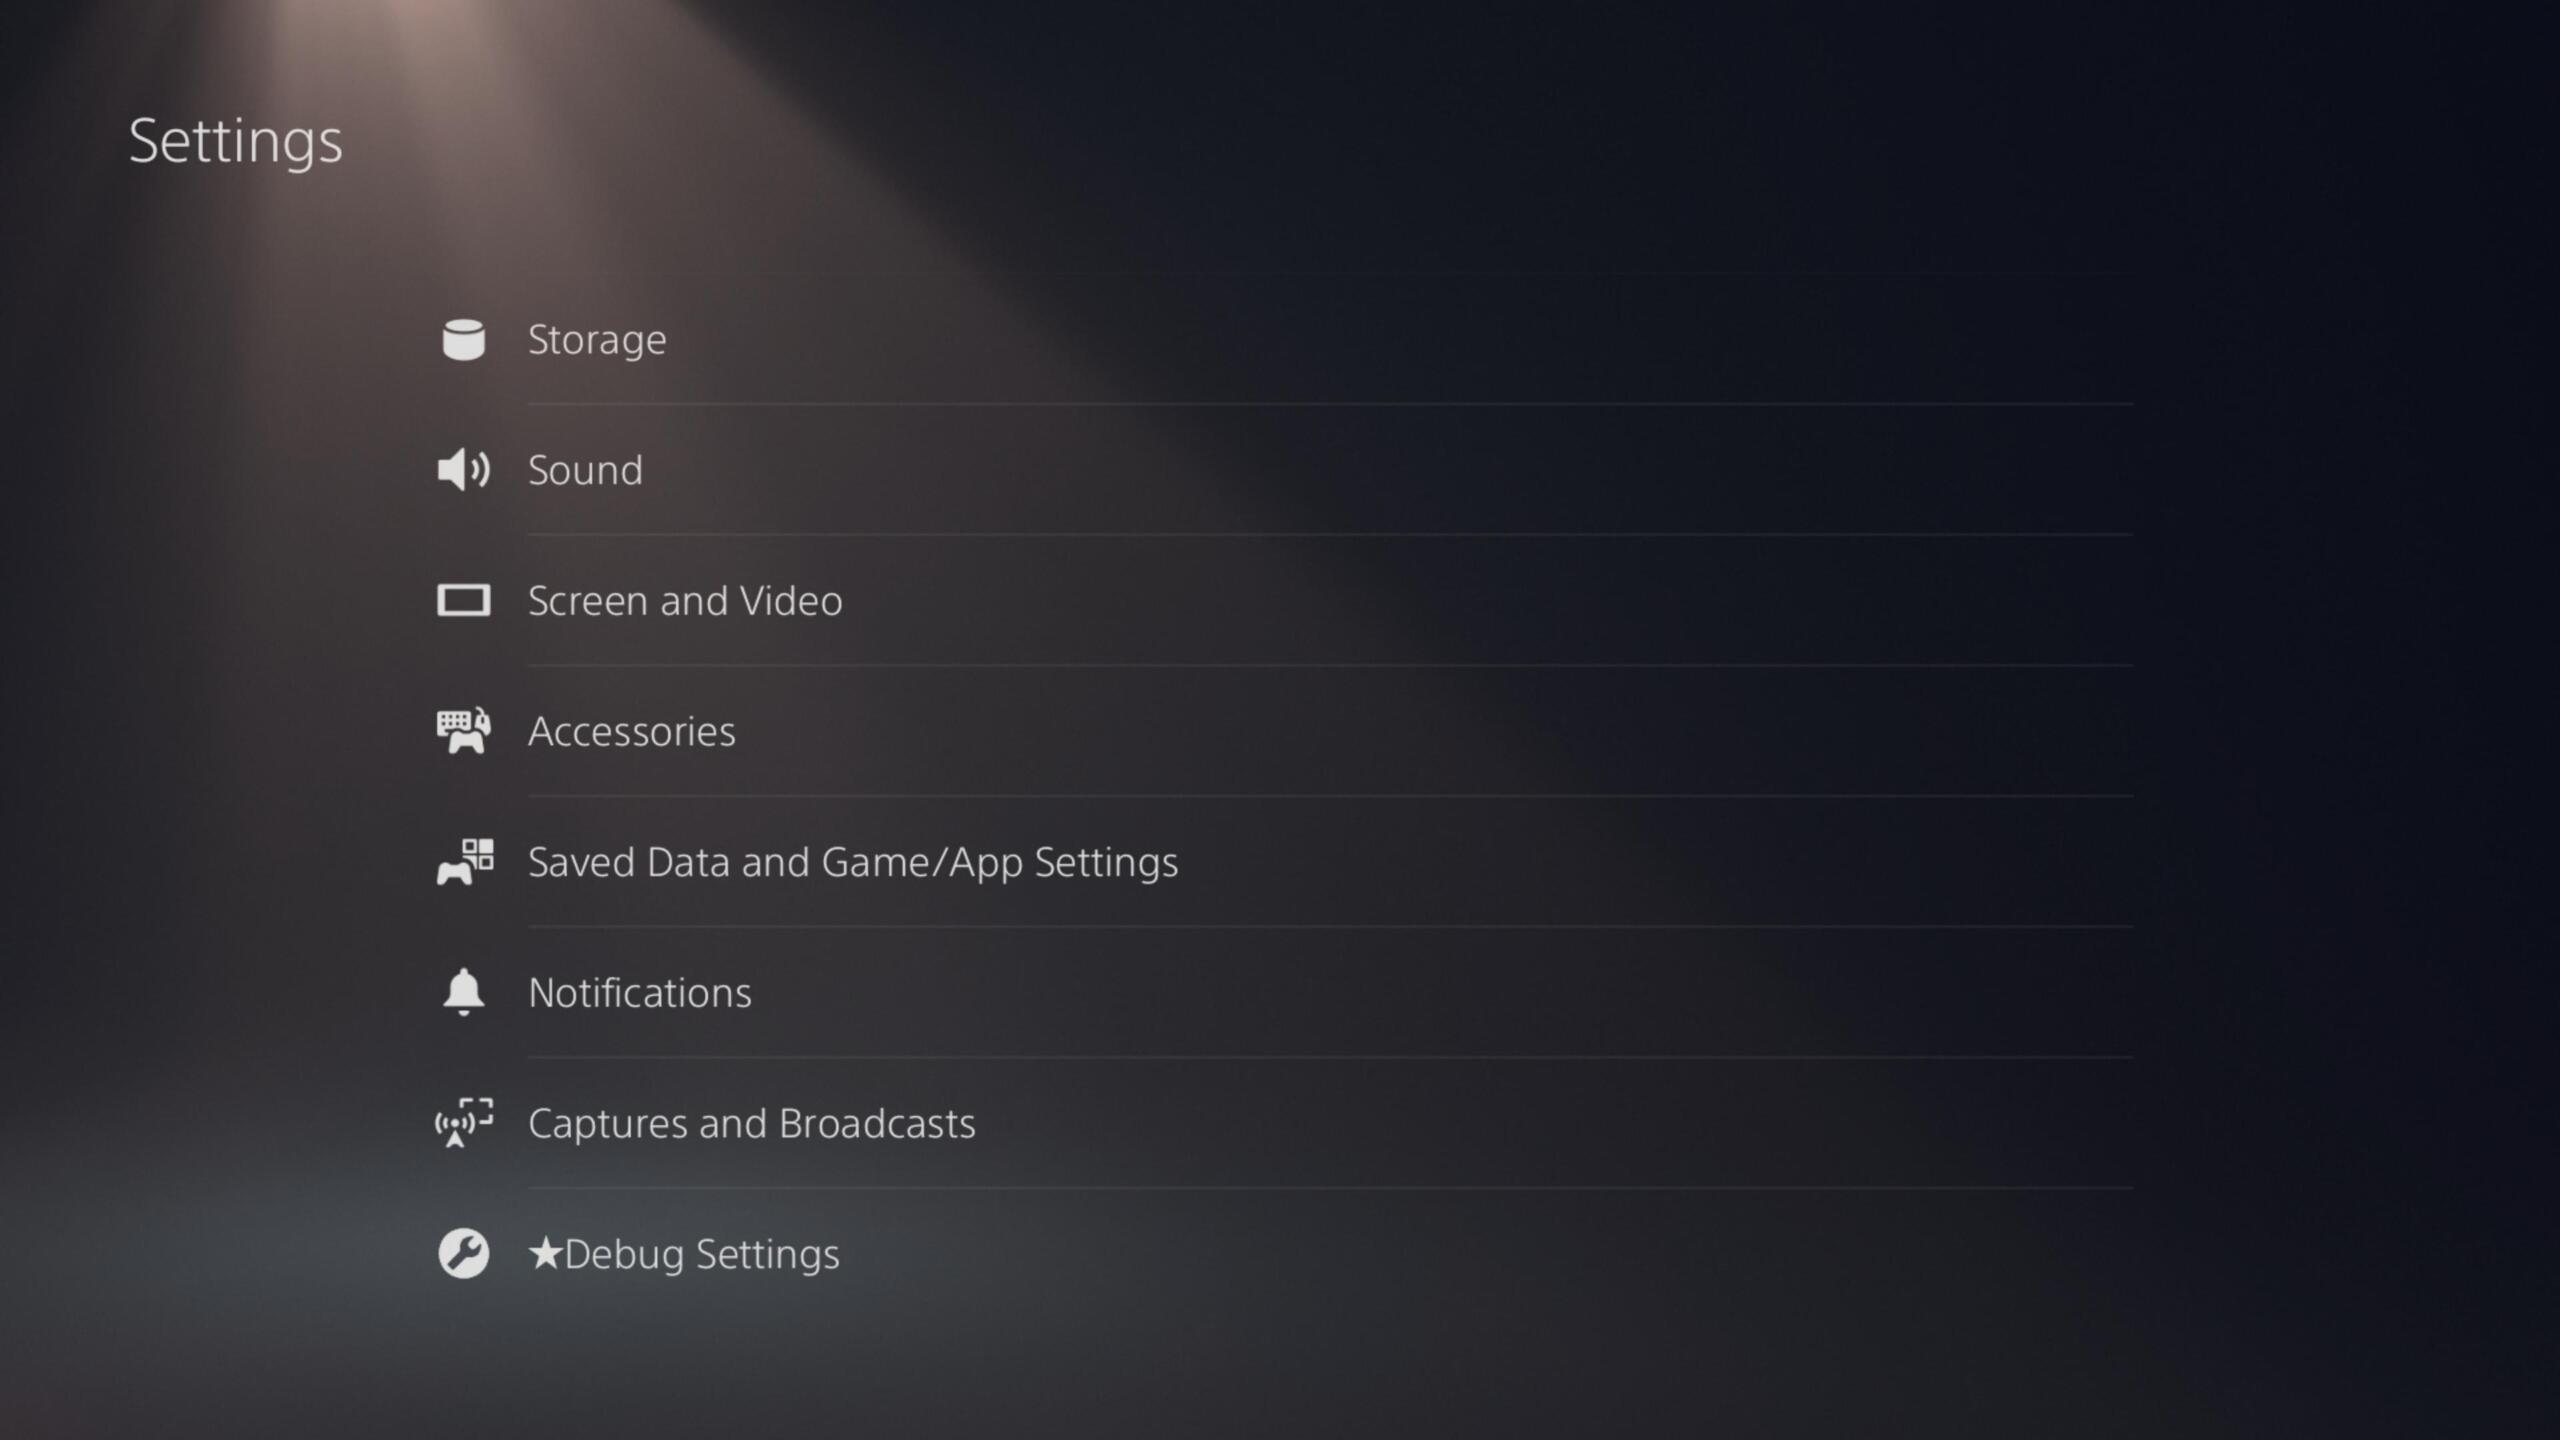 Settings
Storage
Sound
Screen and Video
Accessories
Saved Data and Game/App Settings
Notifications
Captures and Broadcasts
★Debug Settings